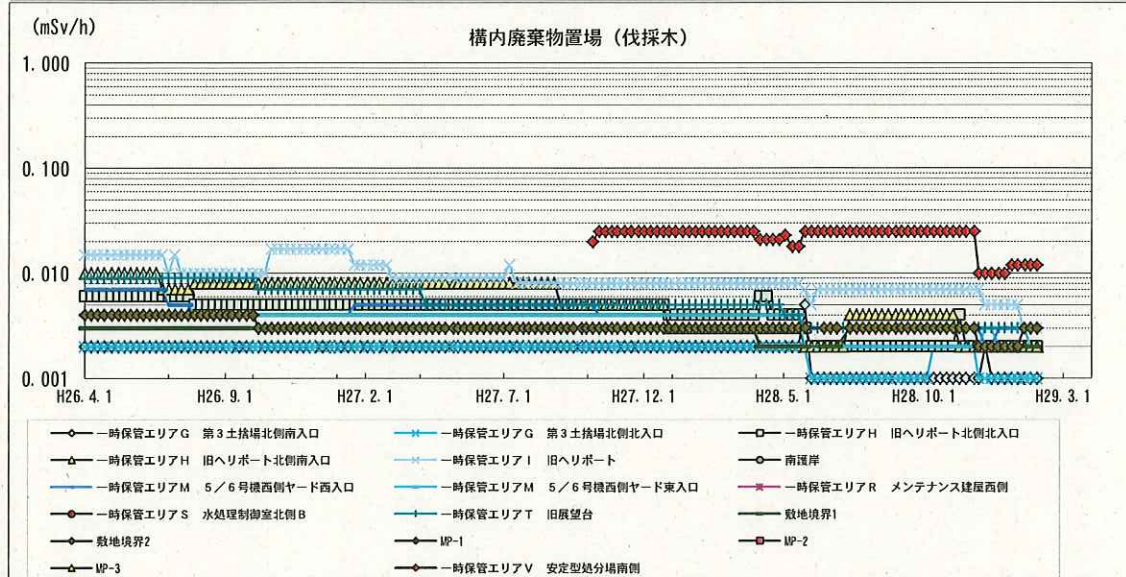 (mSv/h)
構内廃棄物置場（伐採木）
1.000
0.100
0.010
0.001
H26. 4. 1 H26. 9. 1 H27. 2. 1 H27. 7. 1 H27. 12. 1 H28. 5. 1 H28. 10. 1 H29. 3. 1
一時保管エリアG 第３土捨場北側南入口 一時保管エリアG 第３土捨場北側北入口 一時保管エリアH 旧ヘリポート北側北入口
一時保管エリアH 旧ヘリポート北側南入口 一時保管エリアI 旧ヘリポート 南護岸
一時保管エリアM ５／６号機西側ヤード西入口 一時保管エリアM ５／６号機西側ヤード東入口 一時保管エリアR メンテナンス建屋西側
一時保管エリアS 水処理制御室北側B 一時保管エリアT 旧展望台 敷地境界1
敷地境界2 MP-1 MP-2
MP-3 一時保管エリアV 安定型処分場南側